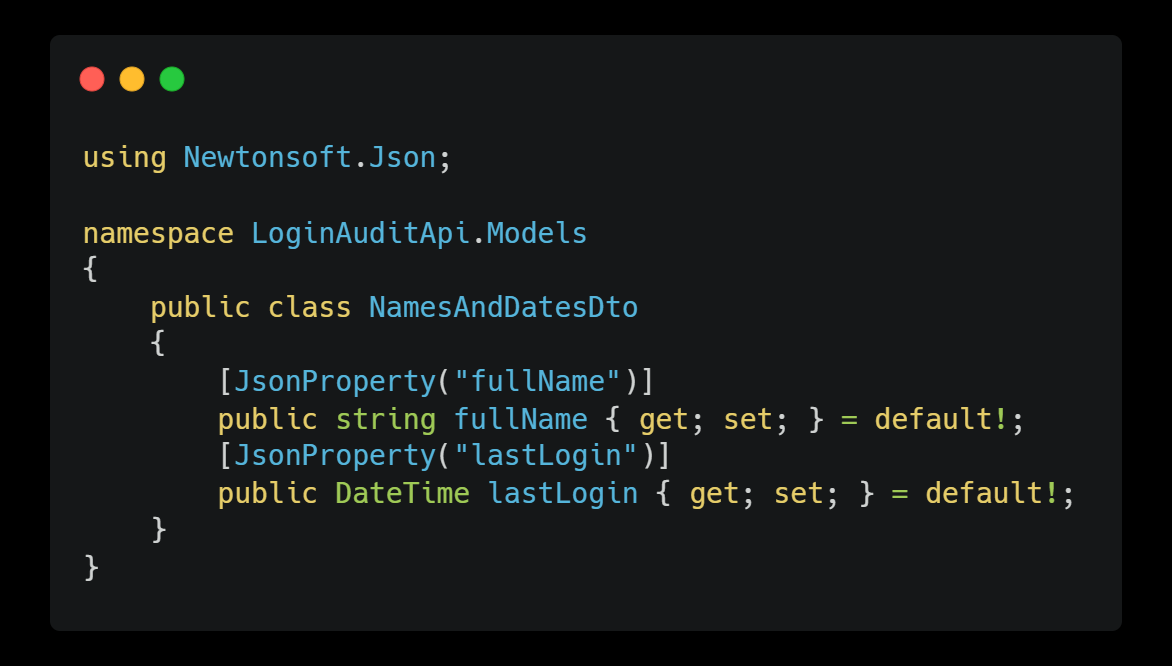 using Newtonsoft.Json;

namespace LoginAuditApi.Models
{
    public class NamesAndDatesDto
    {
        [JsonProperty("fullName")]
        public string fullName { get; set; } = default!;
        [JsonProperty("lastLogin")]
        public DateTime lastLogin { get; set; } = default!;
    }
}